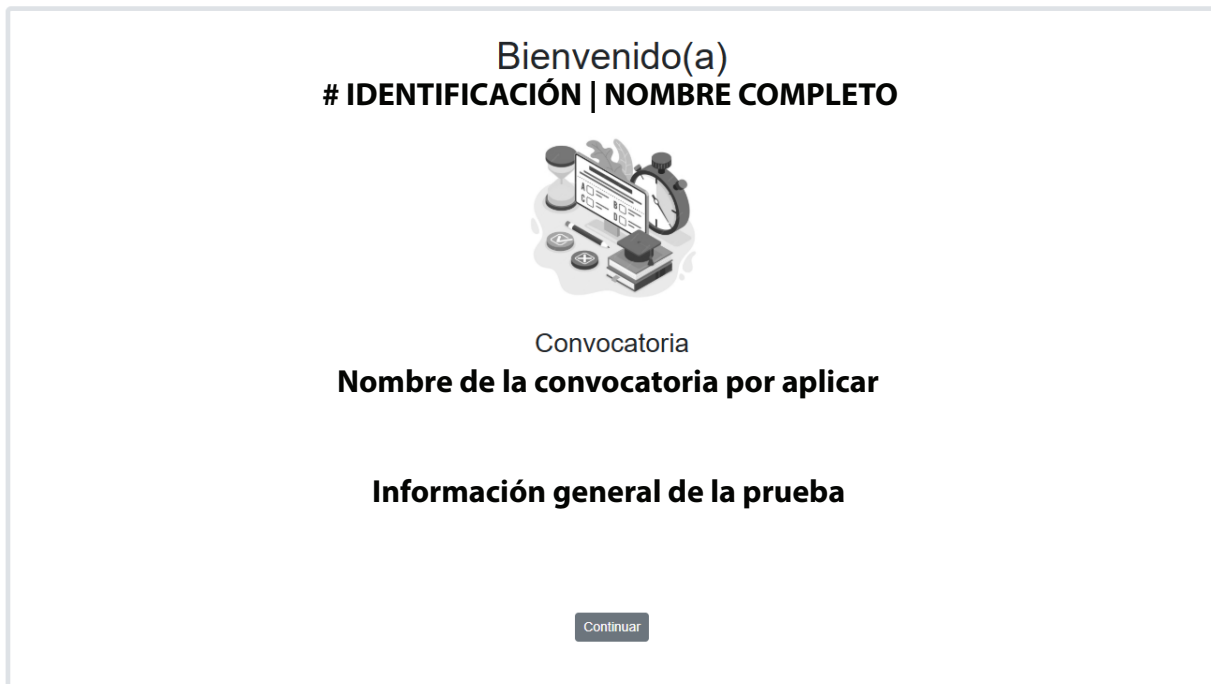 Bienvenido(a)
# IDENTIFICACIÓN | NOMBRE COMPLETO
A
B
C
D
Convocatoria
Nombre de la convocatoria por aplicar
Información general de la prueba
Continuar